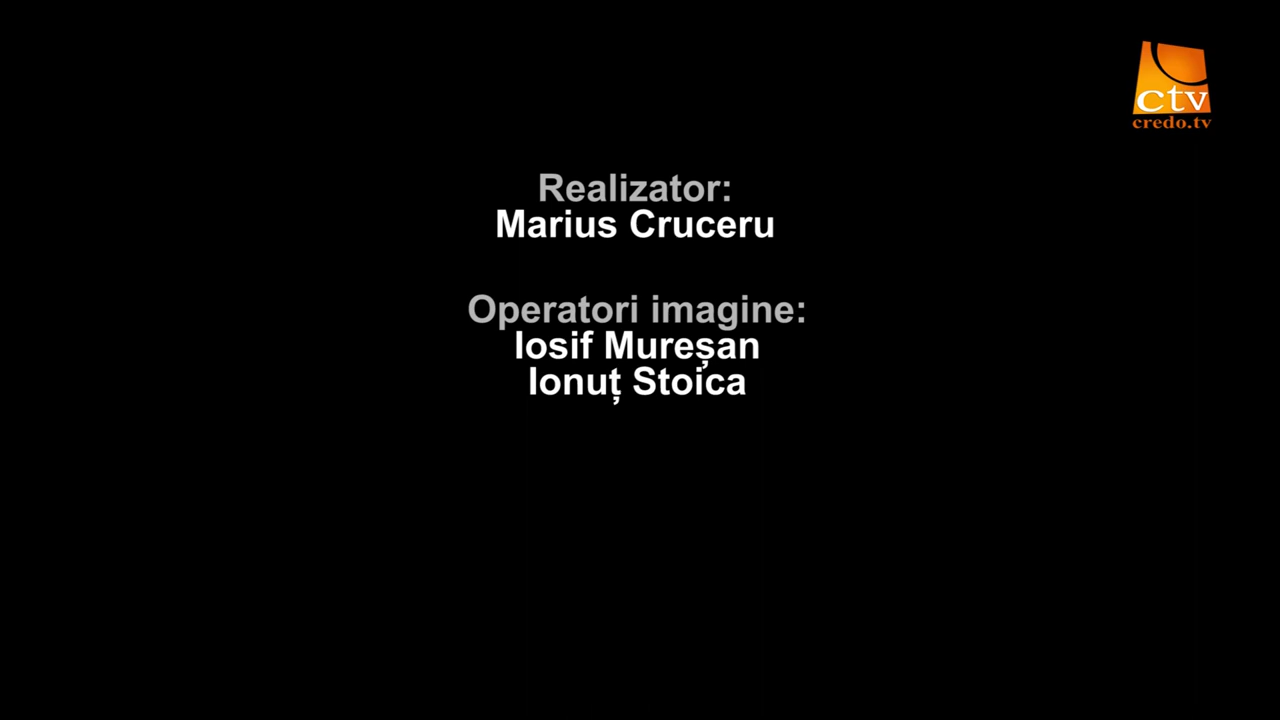 ctv
credo.tv
Realizator:
Marius Cruceru
Operatori imagine:
Iosif Mureșan
Ionuț Stoica